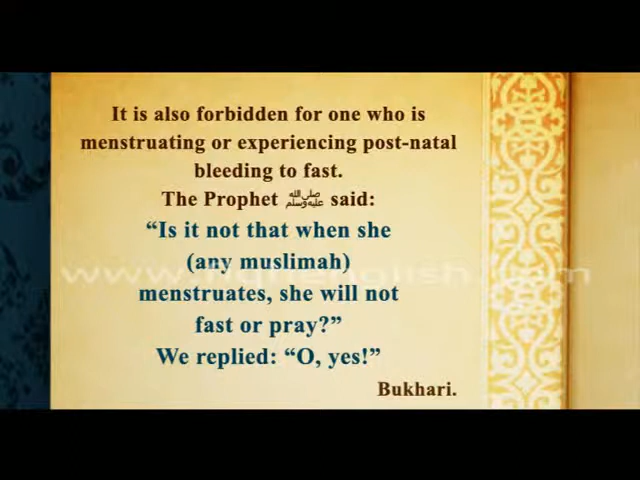 It is also forbidden for one who is
menstruating or experiencing post-natal
bleeding to fast.
The Prophet ﷺ said:
“Is it not that when she
(any muslimah)
menstruates, she will not
fast or pray?”
We replied: “O, yes!”
Bukhari.